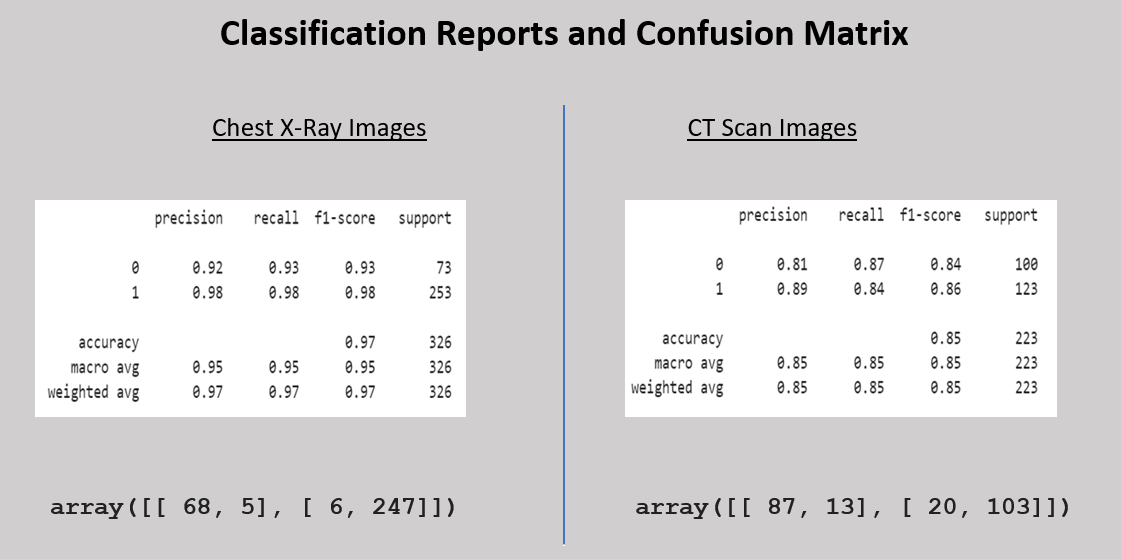 Classification Reports and Confusion Matrix
Chest X-Ray Images
precision recall f1-score support
0 0.92 0.93 0.93 73
1 0.98 0.98 0.98 253
accuracy 0.97 326
macro avg 0.95 0.95 0.95 326
weighted avg 0.97 0.97 0.97 326
array([[ 68, 5], [ 6, 247]])
CT Scan Images
precision recall f1-score support
0 0.81 0.87 0.84 100
1 0.89 0.84 0.86 123
accuracy 0.85 223
macro avg 0.85 0.85 0.85 223
weighted avg 0.85 0.85 0.85 223
array([[ 87, 13], [ 20, 103]])